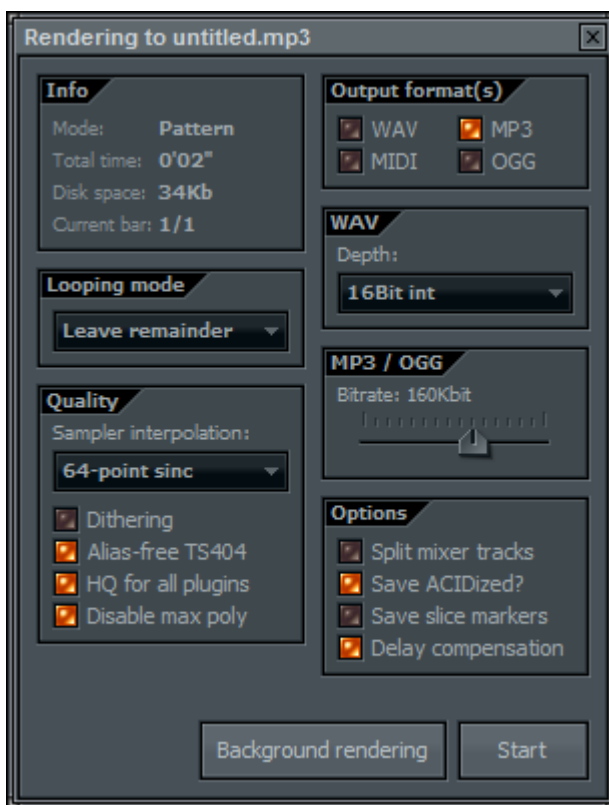 Rendering to untitled.mp3
Info
Mode: Pattern
Total time: 0'02"
Disk space: 34Kb
Current bar: 1/1
Looping mode
Leave remainder
Quality
Sampler interpolation:
64-point sinc
Dithering
Alias-free TS404
HQ for all plugins
Disable max poly
Output format(s)
WAV MP3
MIDI OGG
WAV
Depth:
16Bit int
MP3 / OGG
Bitrate: 160Kbit
Options
Split mixer tracks
Save ACIDized?
Save slice markers
Delay compensation
Background rendering Start